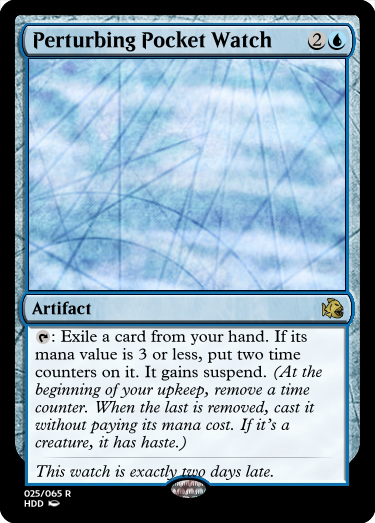 Perturbing Pocket Watch 2
Artifact
: Exile a card from your hand. If its
mana value is 3 or less, put two time
counters on it. It gains suspend. (At the
beginning of your upkeep, remove a time
counter. When the last is removed, cast it
without paying its mana cost. If it's a
creature, it has haste.)
This watch is exactly two days late.
025/065 R
HDD